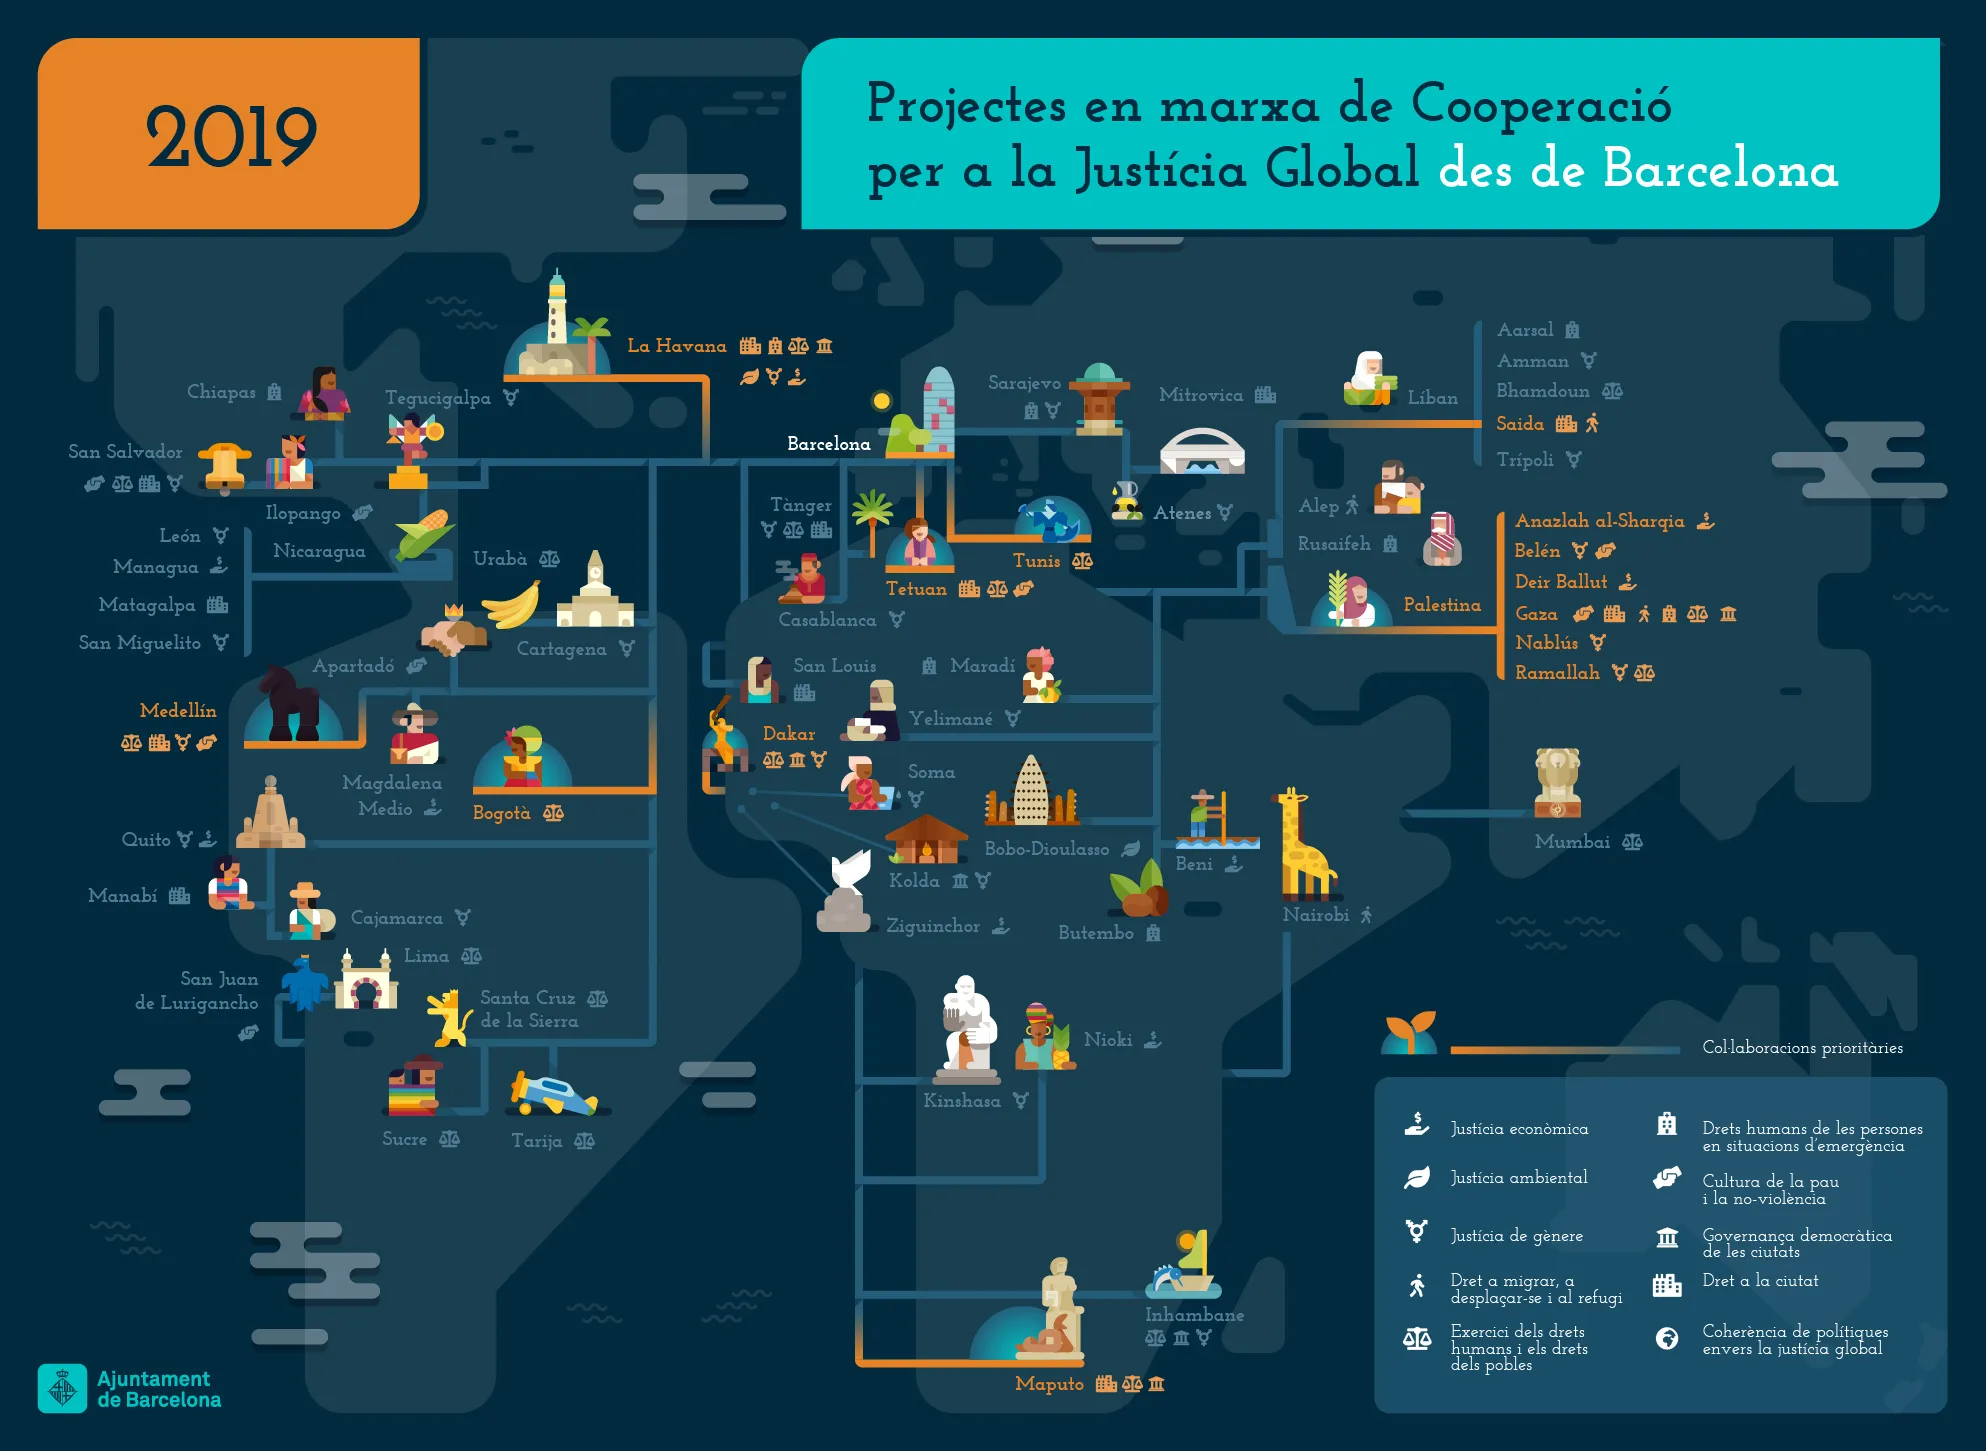 2019
Projectes en marxa de Cooperació
per a la Justícia Global des de Barcelona
La Havana
Chiapas
Tegucigalpa
San Salvador
Ilopango
León
Managua
Matagalpa
San Miguelito
Nicaragua
Urabà
Cartagena
Apartadó
Medellín
Magdalena
Medio
Bogotà
Quito
Manabí
Cajamarca
Lima
San Juan
de Lurigancho
Santa Cruz
de la Sierra
Sucre
Tarija
Barcelona
Sarajevo
Mitrovica
Atenes
Tànger
Casablanca
Tetuan
Tunis
Líban
Aarsal
Amman
Bhamdoun
Saida
Trípoli
Alep
Rusaifeh
Palestina
Anazlah al-Sharqia
Belén
Deir Ballut
Gaza
Nablús
Ramallah
San Louis
Maradí
Yelimané
Dakar
Soma
Bobo-Dioulasso
Kolda
Ziguinchor
Beni
Butembo
Nairobi
Mumbai
Kinshasa
Nioki
Inhambane
Maputo
Col·laboracions prioritàries
Justícia econòmica
Justícia ambiental
Justícia de gènere
Dret a migrar, a
desplaçar-se i al refugi
Exercici dels drets
humans i els drets
dels pobles
Drets humans de les persones
en situacions d'emergència
Cultura de la pau
i la no-violència
Governança democràtica
de les ciutats
Dret a la ciutat
Coherència de polítiques
envers la justícia global
Ajuntament
de Barcelona